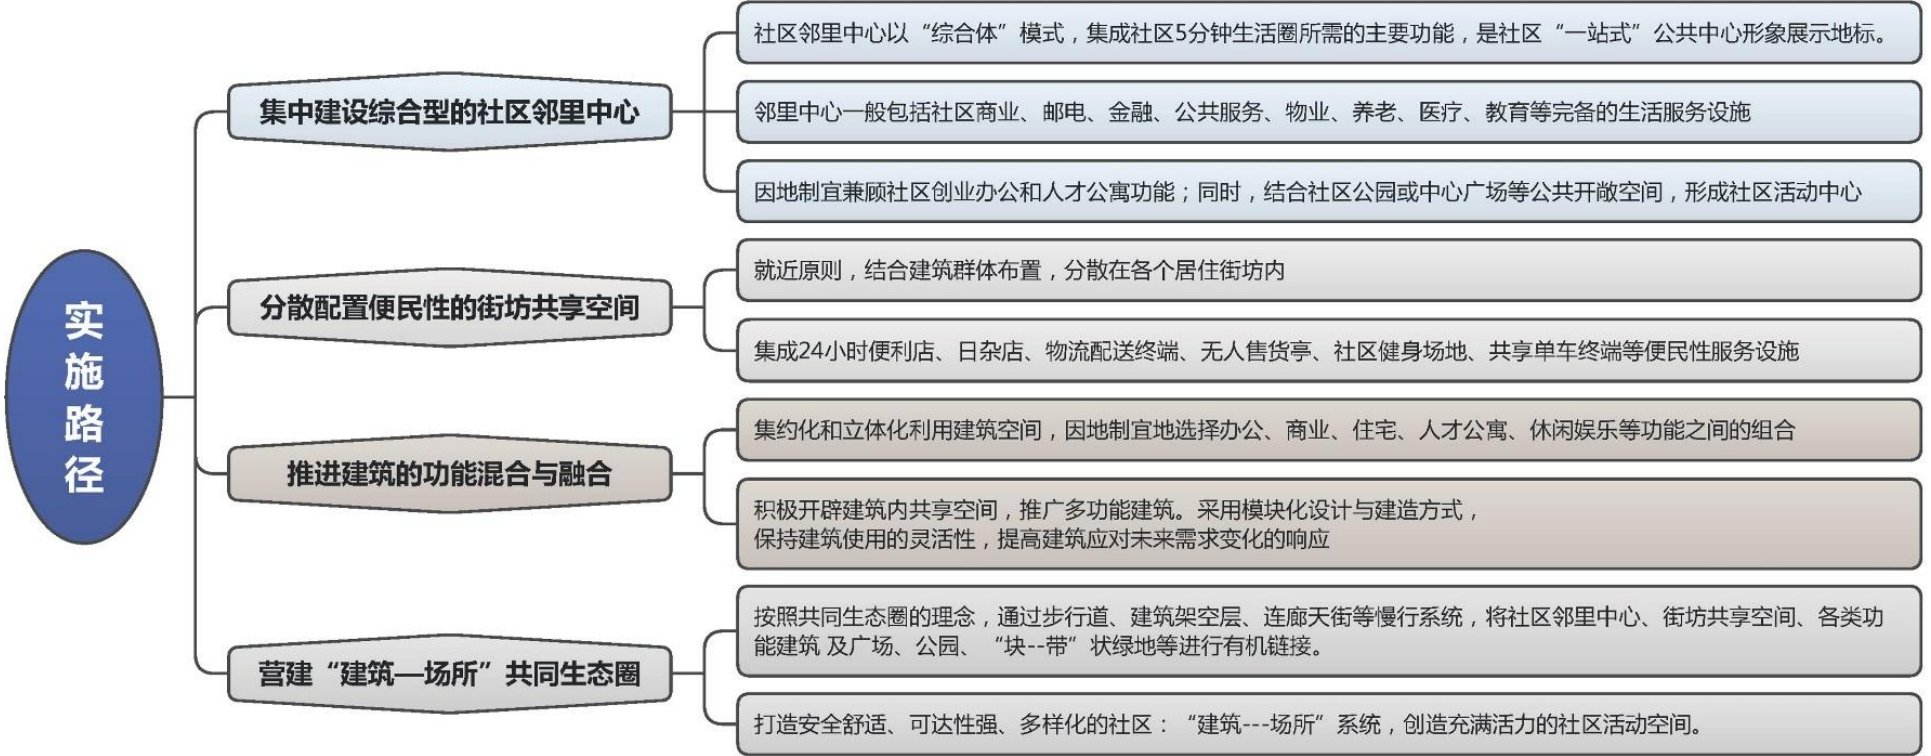 实施路径
集中建设综合型的社区邻里中心
社区邻里中心以“综合体”模式，集成社区5分钟生活圈所需的主要功能，是社区“一站式”公共中心形象展示地标。
邻里中心一般包括社区商业、邮电、金融、公共服务、物业、养老、医疗、教育等完备的生活服务设施
因地制宜兼顾社区创业办公和人才公寓功能；同时，结合社区公园或中心广场等公共开敞空间，形成社区活动中心
分散配置便民性的街坊共享空间
就近原则，结合建筑群体布置，分散在各个居住街坊内
集成24小时便利店、日杂店、物流配送终端、无人售货亭、社区健身场地、共享单车终端等便民性服务设施
推进建筑的功能混合与融合
集约化和立体化利用建筑空间，因地制宜地选择办公、商业、住宅、人才公寓、休闲娱乐等功能之间的组合
积极开辟建筑内共享空间，推广多功能建筑。采用模块化设计与建造方式，
保持建筑使用的灵活性，提高建筑应对未来需求变化的响应
营建“建筑—场所”共同生态圈
按照共同生态圈的理念，通过步行道、建筑架空层、连廊天街等慢行系统，将社区邻里中心、街坊共享空间、各类功
能建筑 及广场、公园、“块--带”状绿地等进行有机链接。
打造安全舒适、可达性强、多样化的社区：“建筑---场所”系统，创造充满活力的社区活动空间。